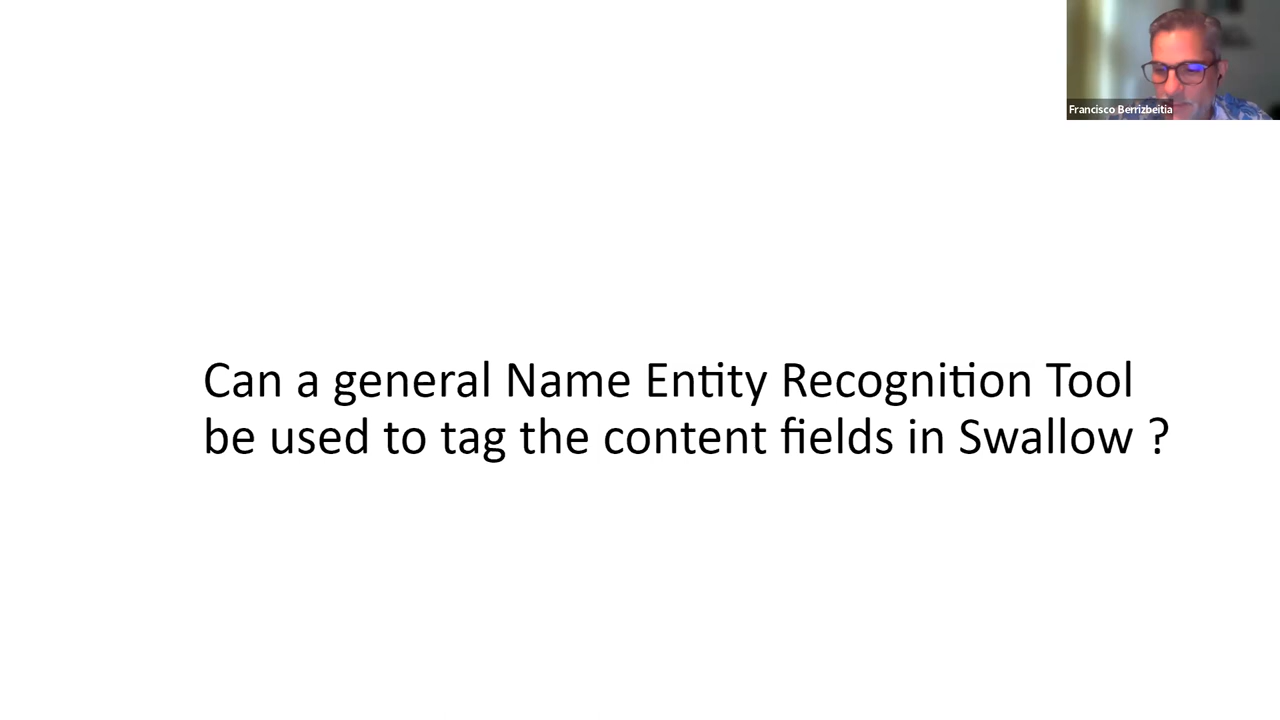 Francisco Berrizbeitia
Can a general Name Entity Recognition Tool
be used to tag the content fields in Swallow ?